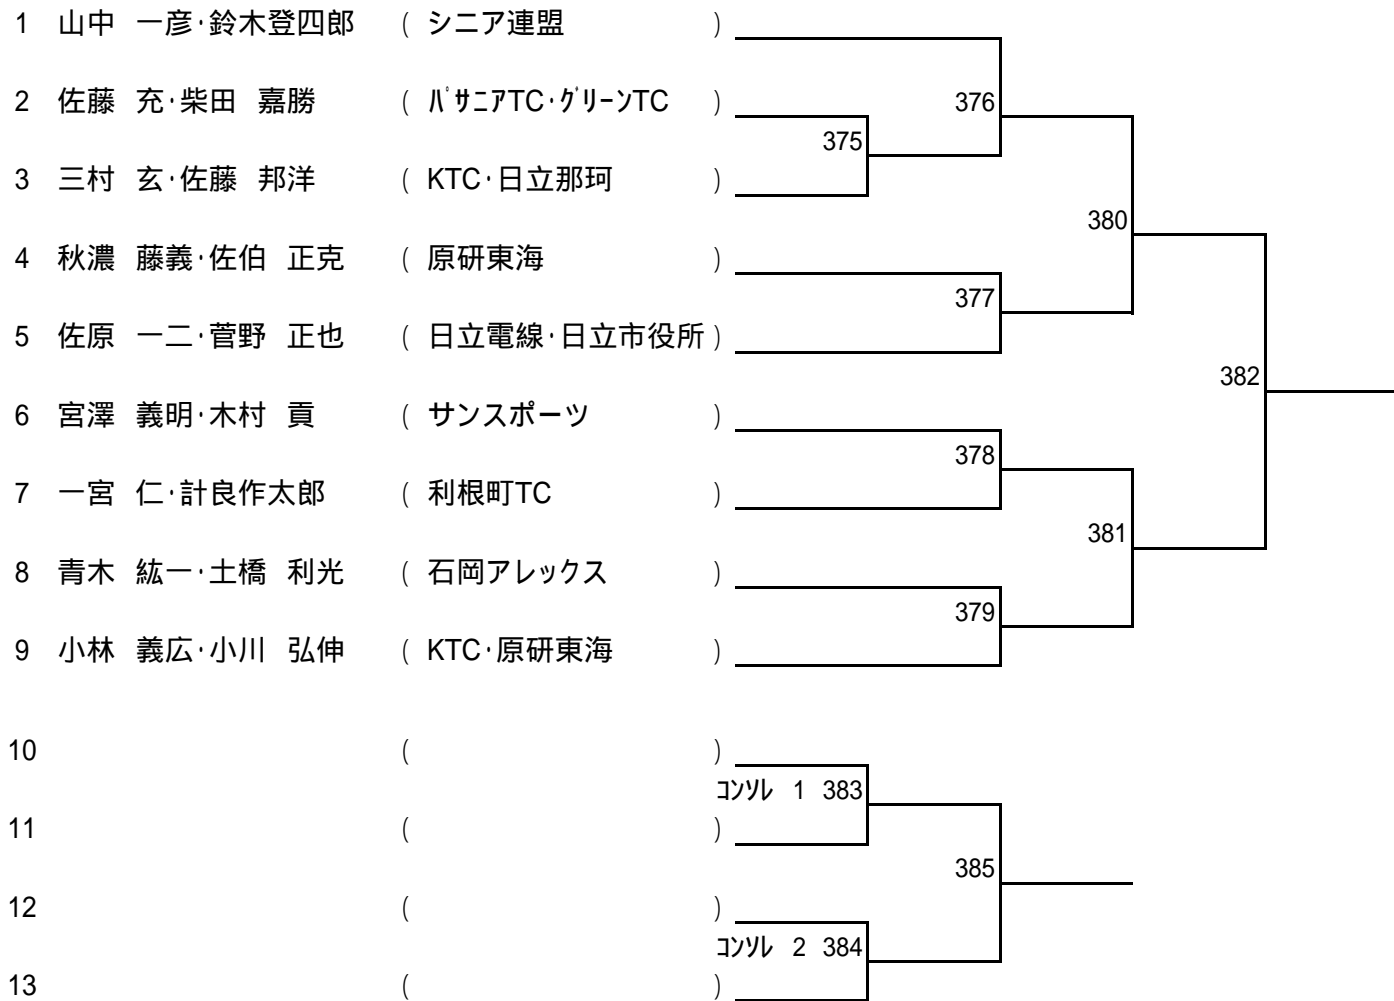 1 山中 一彦・鈴木登四郎 ( シニア連盟 )
2 佐藤 充・柴田 嘉勝 ( ﾊﾟｻﾆｱTC・ｸﾞﾘｰﾝTC ) 376
375
3 三村 玄・佐藤 邦洋 ( KTC・日立那珂 )
380
4 秋濃 藤義・佐伯 正克 ( 原研東海 )
377
5 佐原 一二・菅野 正也 ( 日立電線・日立市役所 )
382
6 宮澤 義明・木村 貢 ( サンスポーツ )
378
7 一宮 仁・計良作太郎 ( 利根町TC )
381
8 青木 紘一・土橋 利光 ( 石岡アレックス )
379
9 小林 義広・小川 弘伸 ( KTC・原研東海 )
10 ( )
ｺﾝｿﾚ 1 383
11 ( )
385
12 ( )
ｺﾝｿﾚ 2 384
13 ( )